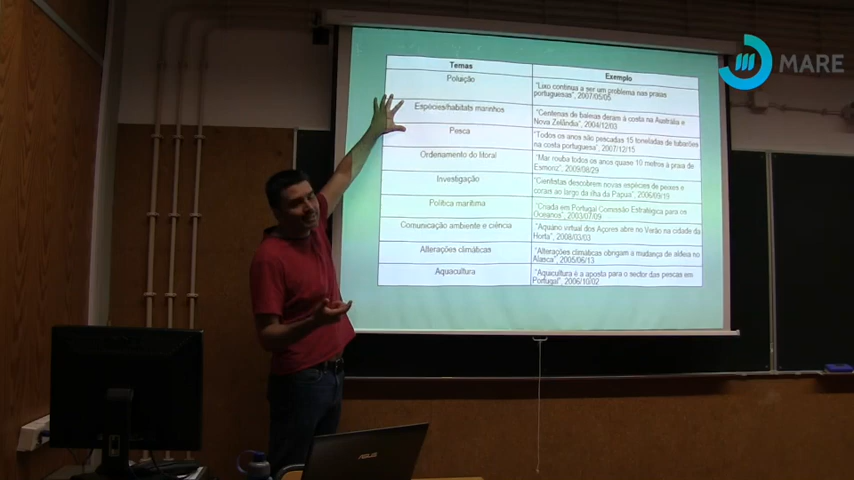 MARE
Temas Exemplo
Poluição "Lixo continua a ser um problema nas praias
portuguesas", 2007/05/05
Espécies/habitats marinhos "Centenas de baleias deram à costa na Austrália e
Nova Zelândia", 2004/12/03
Pesca "Todos os anos são pescadas 15 toneladas de tubarões
na costa portuguesa", 2007/12/15
Ordenamento do litoral "Mar rouba todos os anos quase 10 metros à praia de
Esmoriz", 2009/08/29
Investigação "Cientistas descobrem novas espécies de peixes e
corais ao largo da ilha da Papua", 2006/09/19
Política marítima "Criada em Portugal Comissão Estratégica para os
Oceanos", 2003/07/09
Comunicação ambiente e ciência "Aquário virtual dos Açores abre no Verão na cidade da
Horta", 2008/03/03
Alterações climáticas "Alterações climáticas obrigam a mudança de aldeia no
Alasca", 2005/06/13
Aquacultura "Aquacultura é a aposta para o sector das pescas em
Portugal", 2006/10/02
ASUS